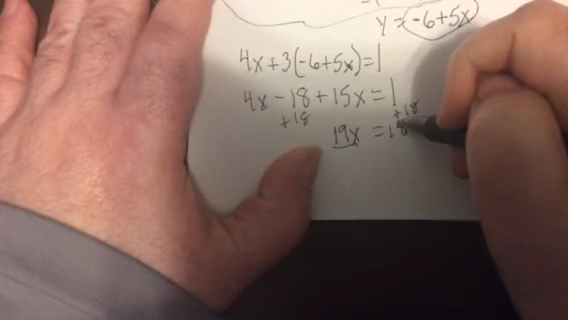 y = -6+5x
4x+3(-6+5x)=1
4x - 18 + 15x = 1
+18 +18
19x = 18